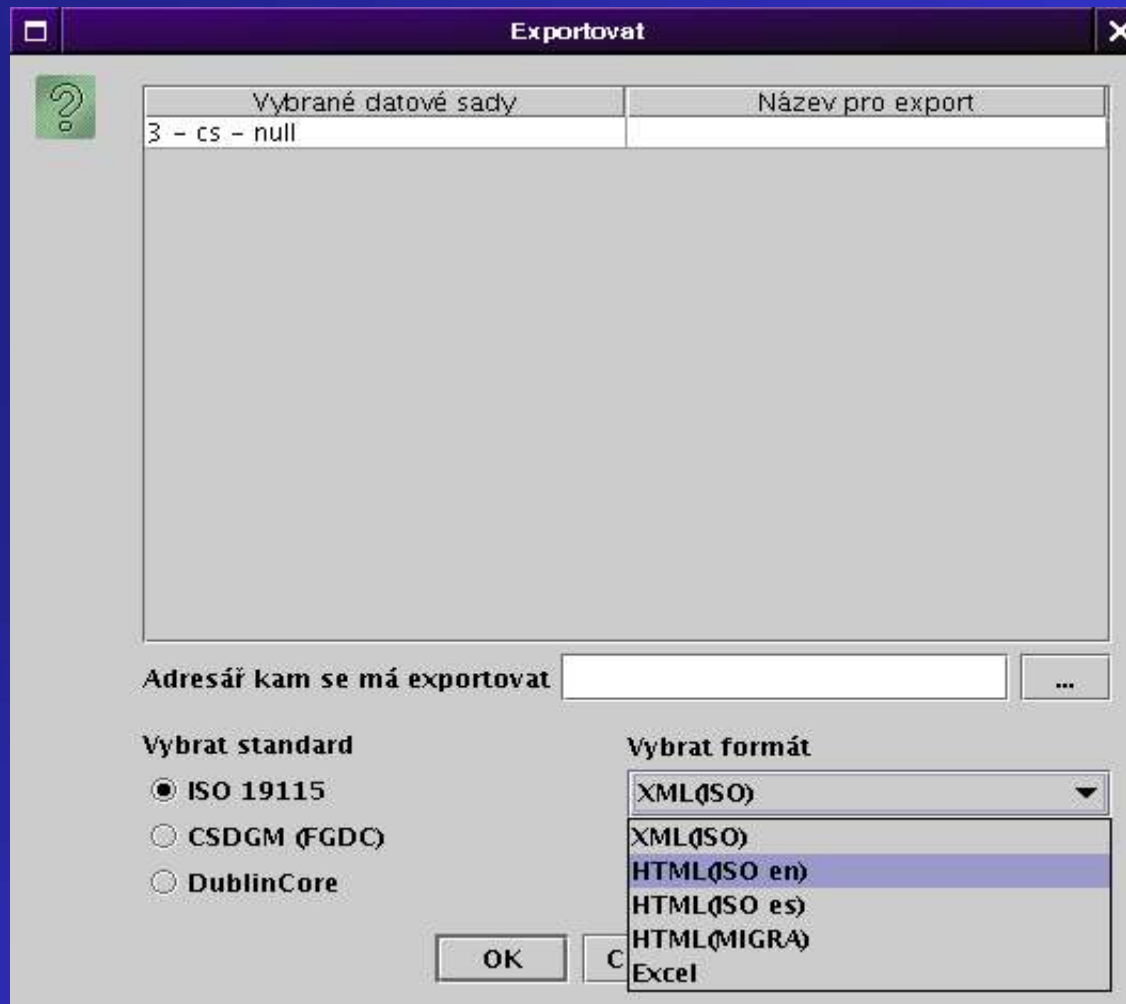 Exportovat
Vybrané datové sady
Název pro export
3 - cs - null
Adresář kam se má exportovat
...
Vybrat standard
Vybrat formát
ISO 19115
XML(ISO)
CSDGM (FGDC)
XML(ISO)
HTML(ISO en)
DublinCore
HTML(ISO es)
HTML(MIGRA)
OK
Excel